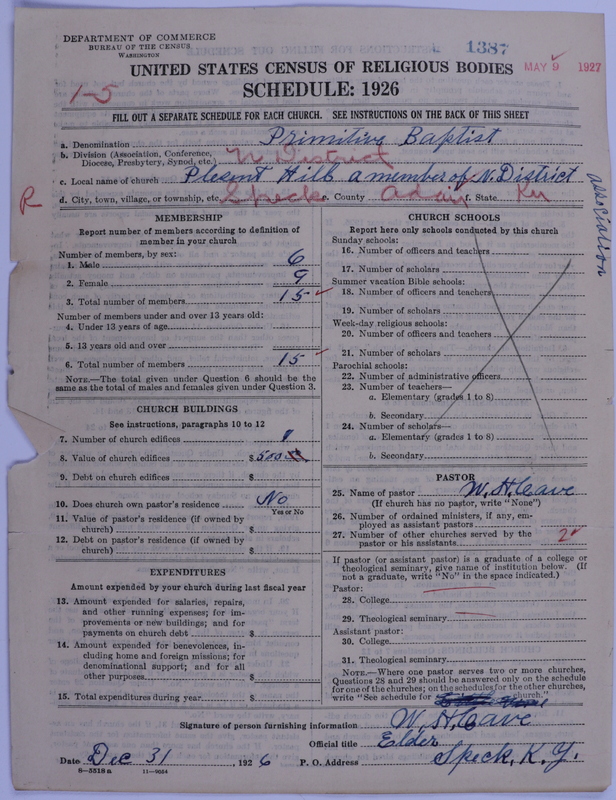 DEPARTMENT OF COMMERCE
BUREAU OF THE CENSUS
WASHINGTON
1387
UNITED STATES CENSUS OF RELIGIOUS BODIES
MAY 9 1927
SCHEDULE: 1926
1-5
FILL OUT A SEPARATE SCHEDULE FOR EACH CHURCH. SEE INSTRUCTIONS ON THE BACK OF THIS SHEET
a. Denomination Primitive Baptist
b. Division (Association, Conference, Diocese, Presbytery, Synod, etc.) N District
c. Local name of church Plesent Hill a member of N. District
association
R
d. City, town, village, or township, etc. Speck e. County Adair f. State Ky
MEMBERSHIP
Report number of members according to definition of
member in your church
Number of members, by sex:
1. Male 6
2. Female 9
3. Total number of members 15
Number of members under and over 13 years old:
4. Under 13 years of age
5. 13 years old and over
6. Total number of members 15
NOTE.—The total given under Question 6 should be
same as the total of males and females given under Question 3.
CHURCH BUILDINGS
See instructions, paragraphs 10 to 12
7. Number of church edifices 1
8. Value of church edifices $500
9. Debt on church edifices $
10. Does church own pastor's residence No
Yes or No
11. Value of pastor's residence (if owned by
church) $
12. Debt on pastor's residence (if owned by
church) $
EXPENDITURES
Amount expended by your church during last fiscal year
13. Amount expended for salaries, repairs,
and other running expenses; for im-
provements or new buildings; and for
payments on church debt $
14. Amount expended for benevolences, in-
cluding home and foreign missions; for
denominational support; and for all
other purposes $
15. Total expenditures during year $
CHURCH SCHOOLS
Report here only schools conducted by this church
Sunday schools:
16. Number of officers and teachers
17. Number of scholars
Summer vacation Bible schools:
18. Number of officers and teachers
19. Number of scholars
Week-day religious schools:
20. Number of officers and teachers
21. Number of scholars
Parochial schools:
22. Number of administrative officers
23. Number of teachers—
a. Elementary (grades 1 to 8)
b. Secondary
24. Number of scholars—
a. Elementary (grades 1 to 8)
b. Secondary
PASTOR
25. Name of pastor W. H. Cave
(If church has no pastor, write "None")
26. Number of ordained ministers, if any, em-
ployed as assistant pastors
27. Number of other churches served by the
pastor or his assistants 2
If pastor (or assistant pastor) is a graduate of a college or
theological seminary, give name of institution below. (If
not a graduate, write "No" in the space indicated.)
Pastor:
28. College
29. Theological seminary
Assistant pastor:
30. College
31. Theological seminary
NOTE.—Where one pastor serves two or more churches,
Questions 28 and 29 should be answered only on the schedule
for one of the churches; on the schedules for the other churches,
write "See schedule for church."
Signature of person furnishing information W. H. Cave
Official title Elder
Date Dec 31, 1926 P. O. Address Speck, K. Y.
8—5518a 11—9064